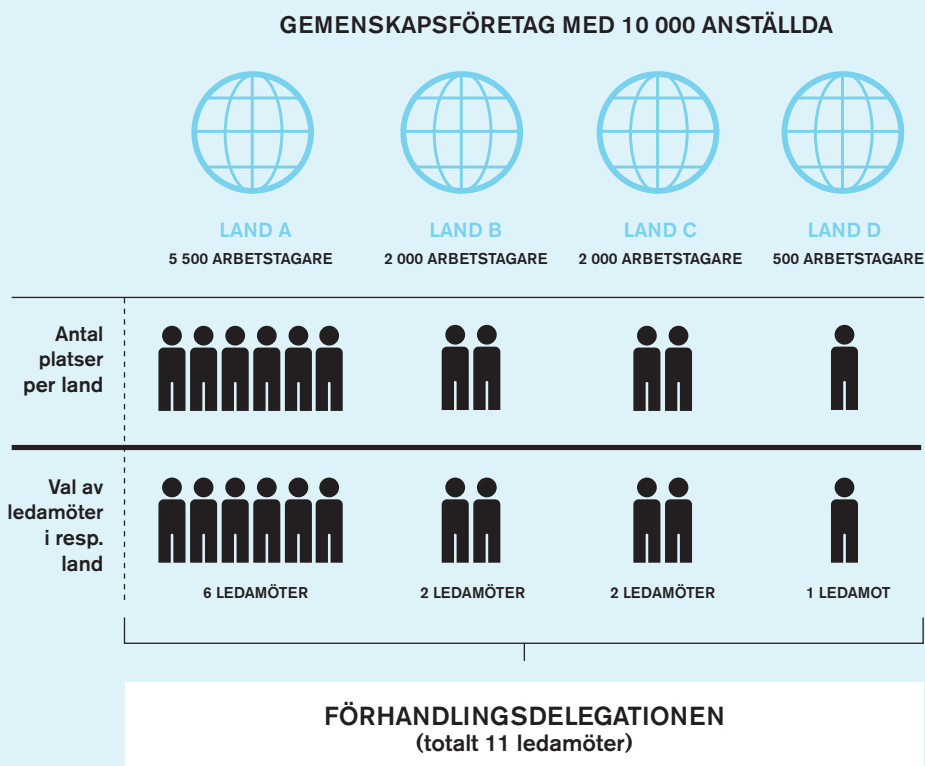 GEMENSKAPSFÖRETAG MED 10 000 ANSTÄLLDA
LAND A
5 500 ARBETSTAGARE
LAND B
2 000 ARBETSTAGARE
LAND C
2 000 ARBETSTAGARE
LAND D
500 ARBETSTAGARE
Antal
platser
per land
Val av
ledamöter
i resp.
land
6 LEDAMÖTER
2 LEDAMÖTER
2 LEDAMÖTER
1 LEDAMOT
FÖRHANDLINGSDELEGATIONEN
(totalt 11 ledamöter)